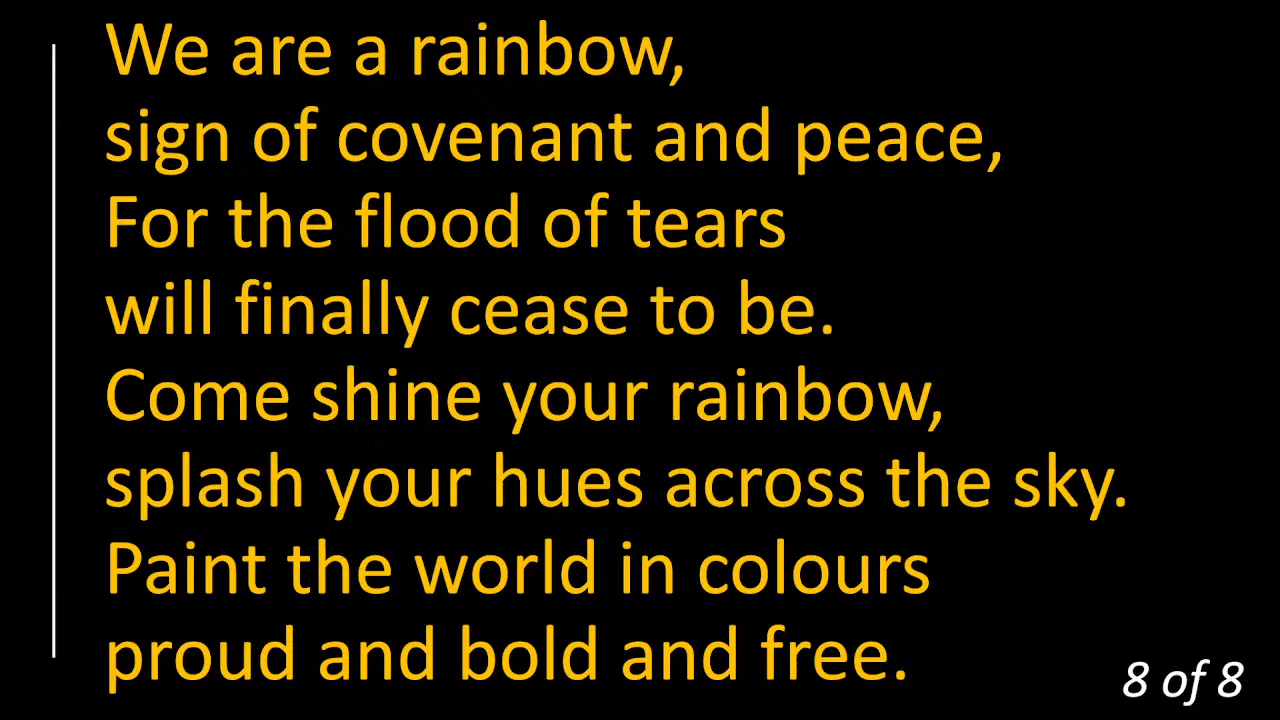 We are a rainbow,
sign of covenant and peace,
For the flood of tears
will finally cease to be.
Come shine your rainbow,
splash your hues across the sky.
Paint the world in colours
proud and bold and free.
8 of 8